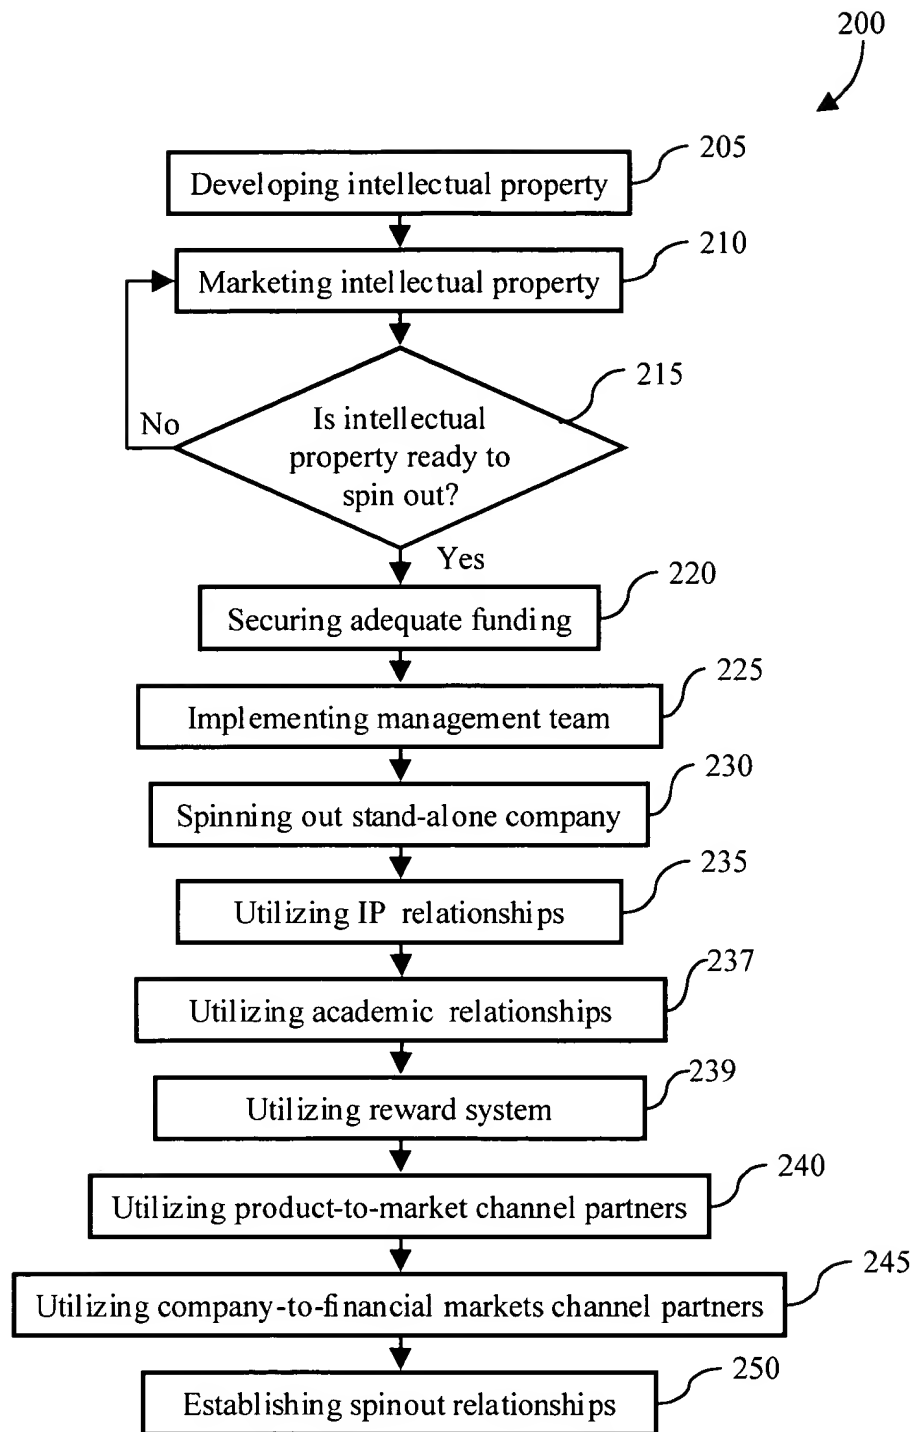 200
205
Developing intellectual property
210
Marketing intellectual property
215
Is intellectual
property ready to
spin out?
No
Yes
220
Securing adequate funding
225
Implementing management team
230
Spinning out stand-alone company
235
Utilizing IP relationships
237
Utilizing academic relationships
239
Utilizing reward system
240
Utilizing product-to-market channel partners
245
Utilizing company-to-financial markets channel partners
250
Establishing spinout relationships